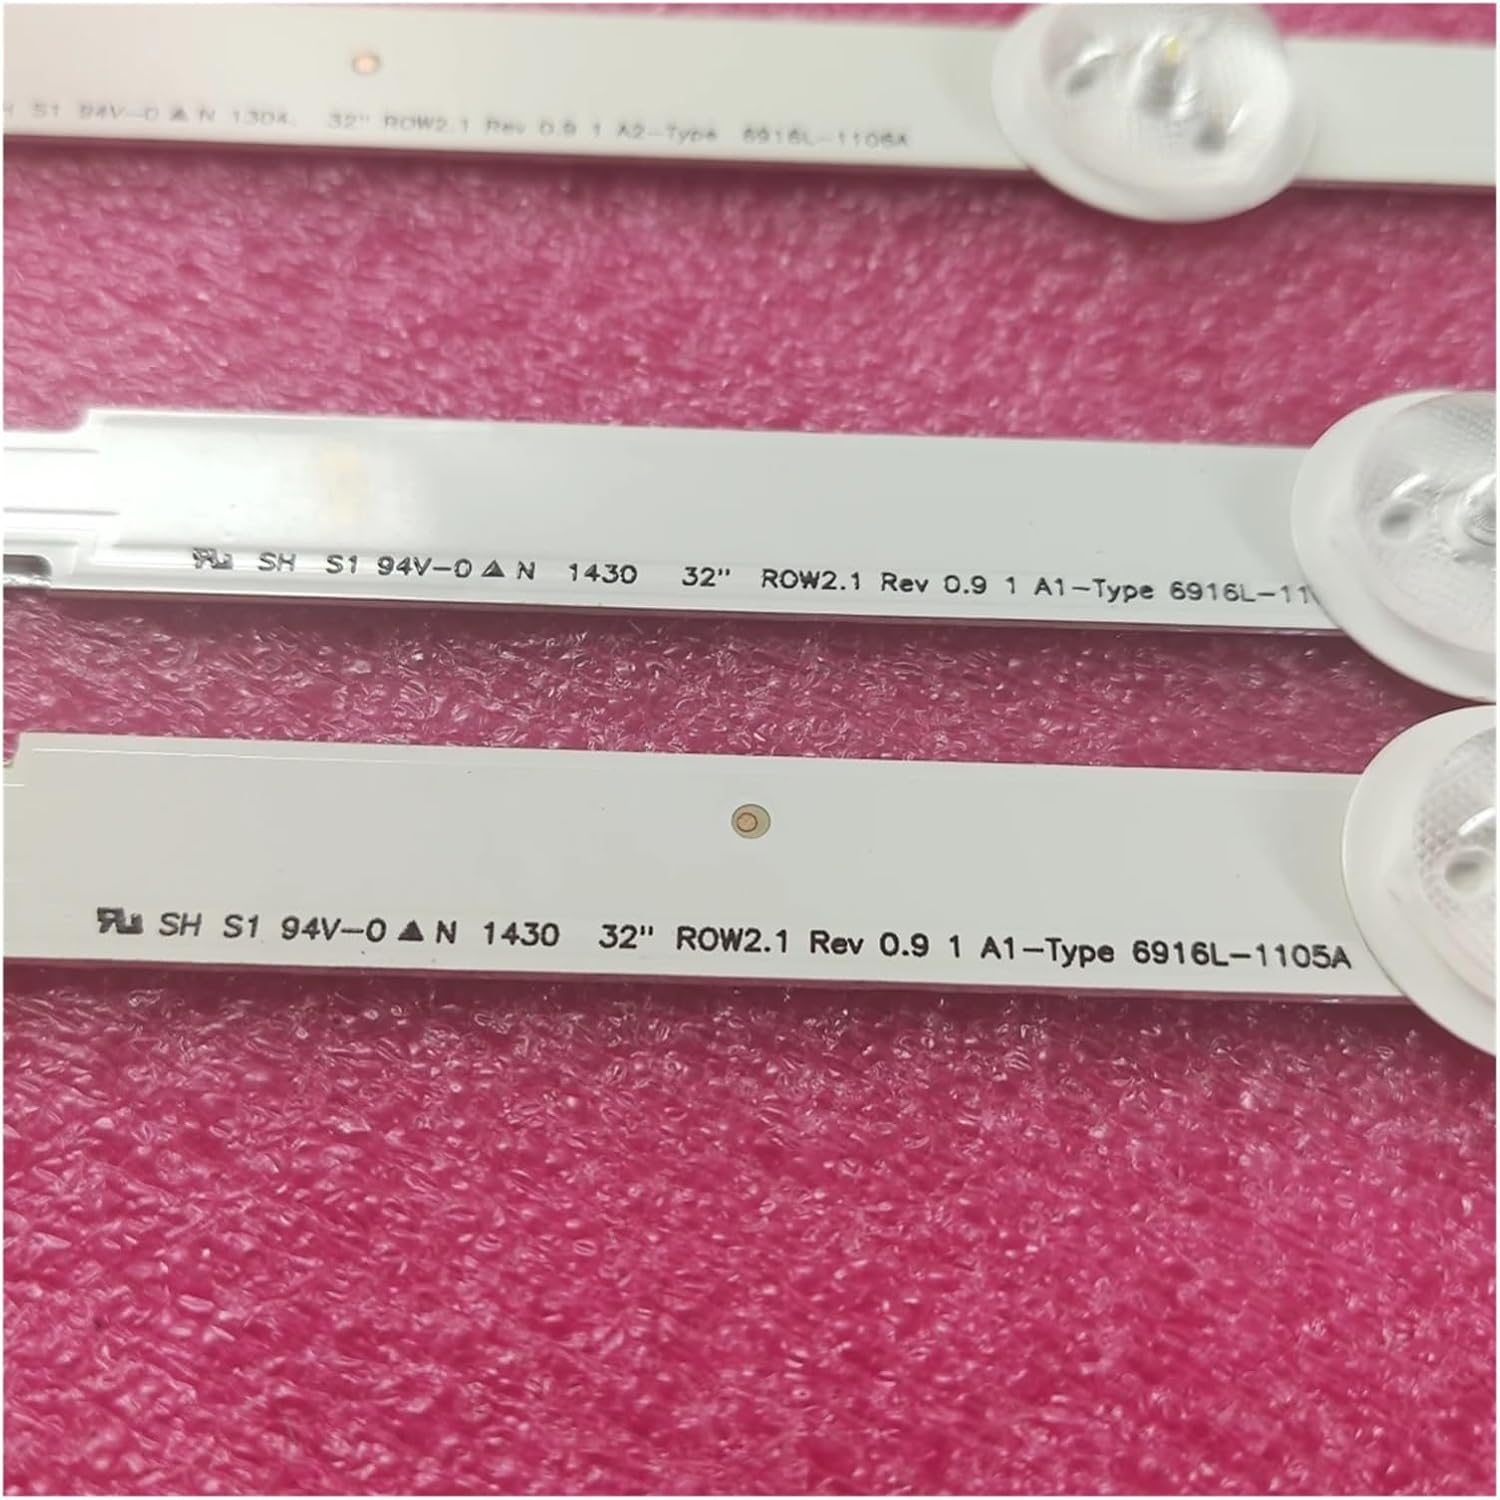 S1 94V-0 ▲ N 1304 32" ROW2.1 Rev 0.9 1 A2-Type 6916L-1106A
SH S1 94V-0 ▲ N 1430 32" ROW2.1 Rev 0.9 1 A1-Type 6916L-11
SH S1 94V-0 ▲ N 1430 32" ROW2.1 Rev 0.9 1 A1-Type 6916L-1105A